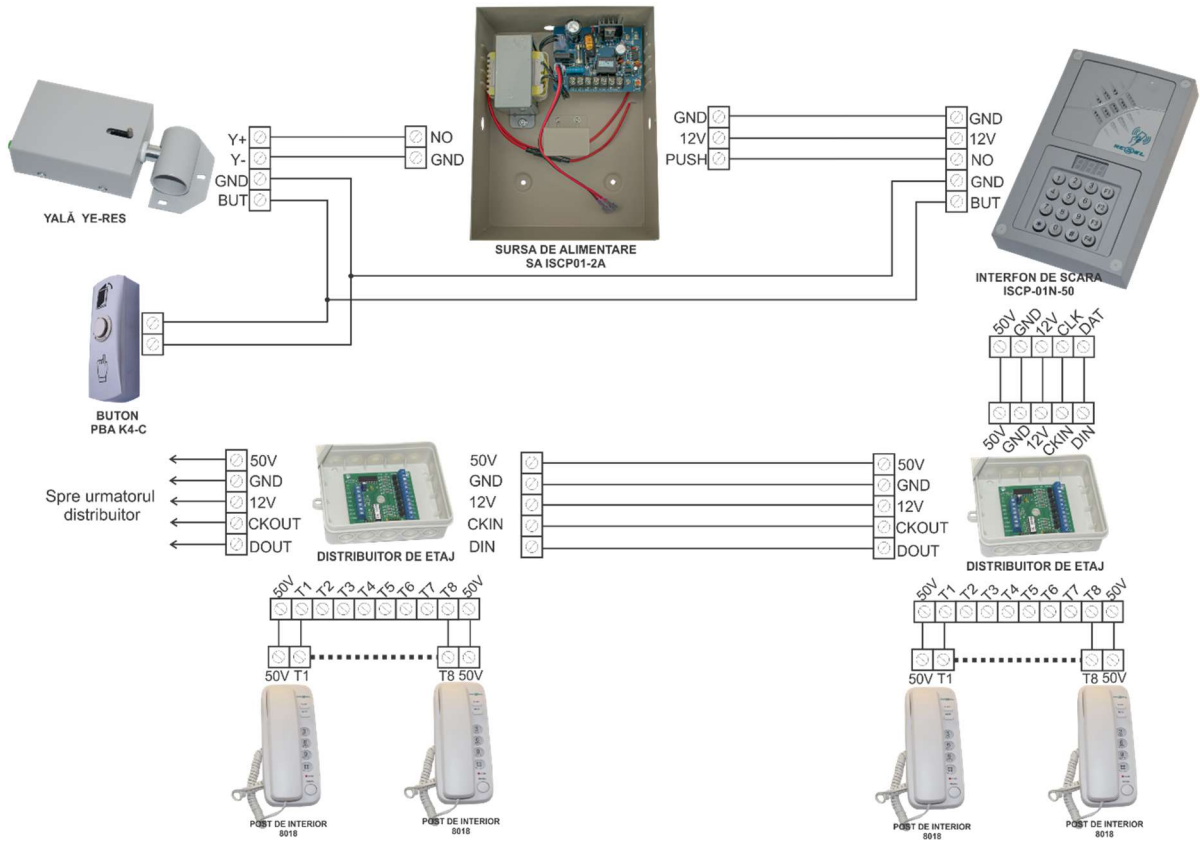 Y+
Y-
GND
BUT
NO
GND
GND
12V
PUSH
GND
12V
NO
GND
BUT
YALĂ YE-RES
SURSA DE ALIMENTARE
SA ISCP01-2A
INTERFON DE SCARA
ISCP-01N-50
BUTON
PBA K4-C
50V
GND
12V
CLK
DAT
50V
GND
12V
CKIN
DIN
Spre urmatorul
distribuitor
50V
GND
12V
CKOUT
DOUT
DISTRIBUITOR DE ETAJ
50V
GND
12V
CKIN
DIN
50V
GND
12V
CKOUT
DOUT
DISTRIBUITOR DE ETAJ
50V T1 T2 T3 T4 T5 T6 T7 T8 50V
50V T1 T8 50V
POST DE INTERIOR
8018
POST DE INTERIOR
8018
50V T1 T2 T3 T4 T5 T6 T7 T8 50V
50V T1 T8 50V
POST DE INTERIOR
8018
POST DE INTERIOR
8018